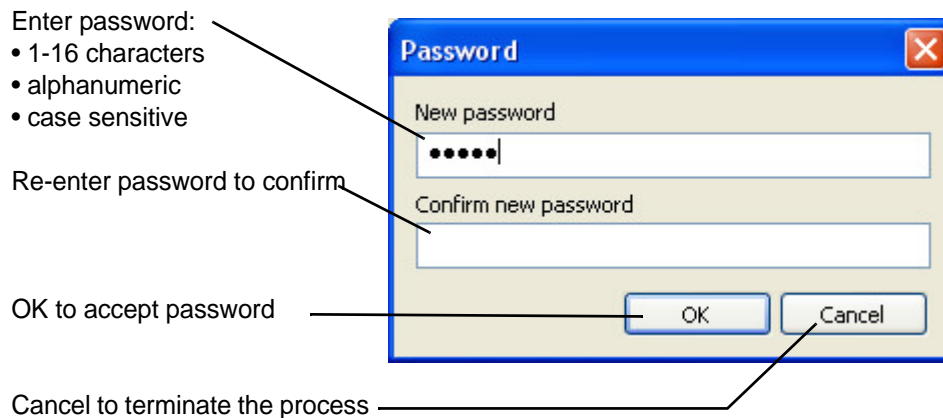 Enter password:
• 1-16 characters
• alphanumeric
• case sensitive
Re-enter password to confirm
OK to accept password
Cancel to terminate the process
Password
New password
●●●●●
Confirm new password
OK
Cancel